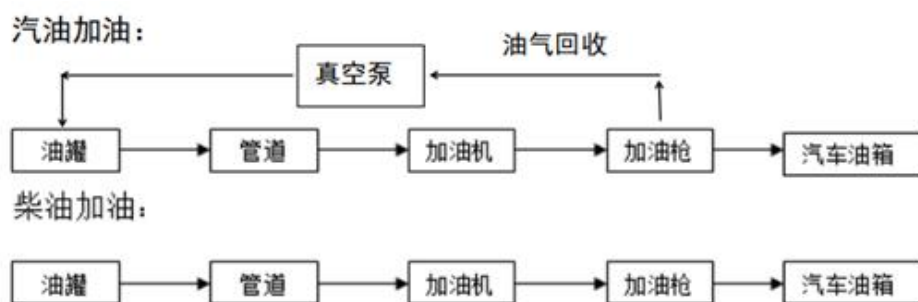 汽油加油：
油气回收
真空泵
油罐 管道 加油机 加油枪 汽车油箱
柴油加油：
油罐 管道 加油机 加油枪 汽车油箱